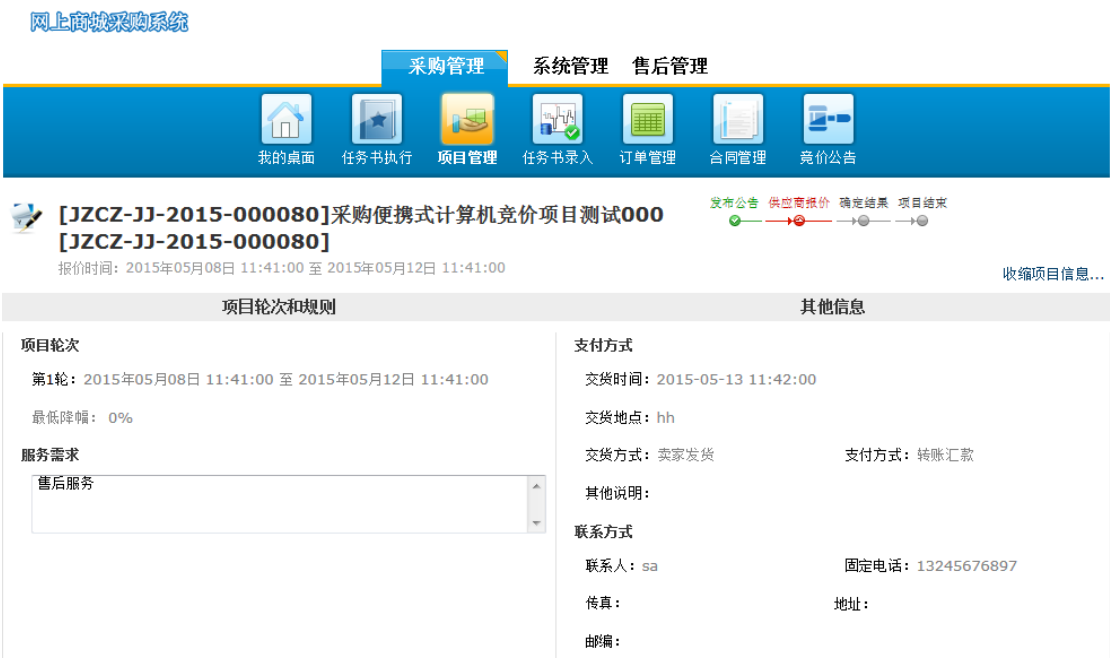 网上商城采购系统
采购管理 系统管理 售后管理
我的桌面 任务书执行 项目管理 任务书录入 订单管理 合同管理 竞价公告
[JZCZ-JJ-2015-000080]采购便携式计算机竞价项目测试000
[JZCZ-JJ-2015-000080]
发布公告 供应商报价 确定结果 项目结束
报价时间：2015年05月08日 11:41:00 至 2015年05月12日 11:41:00
收缩项目信息...
项目轮次和规则
项目轮次
第1轮：2015年05月08日 11:41:00 至 2015年05月12日 11:41:00
最低降幅： 0%
服务需求
售后服务
其他信息
支付方式
交货时间：2015-05-13 11:42:00
交货地点：hh
交货方式：卖家发货 支付方式：转账汇款
其他说明：
联系方式
联系人：sa 固定电话：13245676897
传真： 地址：
邮编：